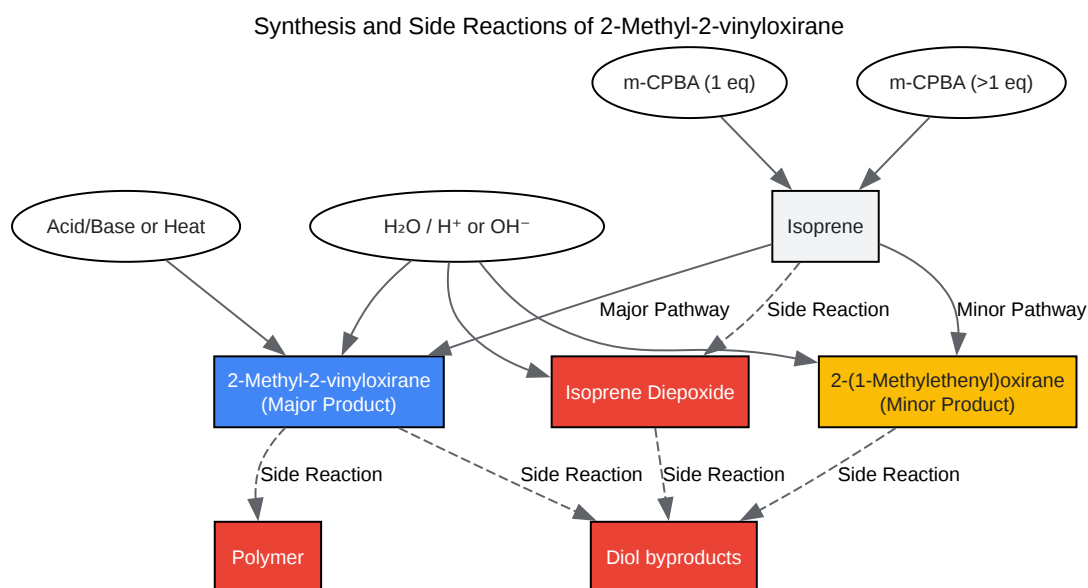 Synthesis and Side Reactions of 2-Methyl-2-vinyloxirane
m-CPBA (1 eq)
m-CPBA (>1 eq)
Acid/Base or Heat
H₂O / H⁺ or OH⁻
Isoprene
Major Pathway
Side Reaction
Minor Pathway
2-Methyl-2-vinyloxirane
(Major Product)
Isoprene Diepoxide
2-(1-Methylethenyl)oxirane
(Minor Product)
Side Reaction
Side Reaction
Side Reaction
Side Reaction
Polymer
Diol byproducts